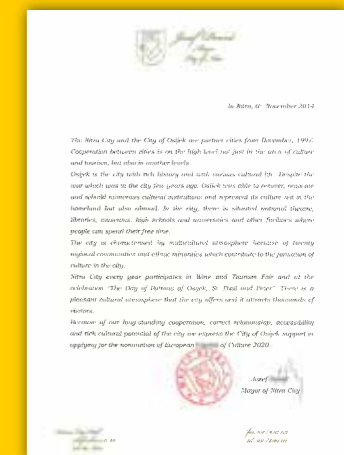 In Nitra, November 2014
The Nitra City and the City of Osijek are partner cities from December, 1997.
Cooperation between cities is on the high level not just in the area of culture
and tourism, but also in another levels.
Osijek is the city with rich history and with various cultural life. Despite the
war which was in the city few years ago, Osijek was able to recover, renovate
and rebuild numerous cultural institutions and represent its culture not in the
homeland but also abroad. In the city, there is situated national theatre,
libraries, museums, high schools and universities and other facilities where
people can spend their free time.
The city is characterised by multicultural atmosphere because of twenty
regional communities and ethnic minorities which contribute to the formation of
culture in the city.
Nitra City every year participates in Wine and Tourism Fair and at the
celebration "The Day of Patrons of Osijek, St. Paul and Peter". There is a
pleasant cultural atmosphere that the city offers and it attracts thousands of
visitors.
Because of our long-standing cooperation, correct relationship, accessibility
and rich cultural potential of the city we express the City of Osijek support in
applying for the nomination of European of Culture 2020.
Jozef
Mayor of Nitra City